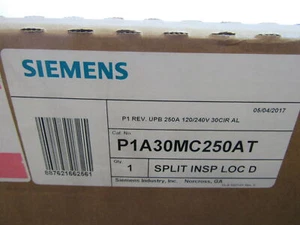 SIEMENS
05/04/2017
P1 REV. UPB 250A 120/240V 30CIR AL
Cat. No.
P1A30MC250AT
Qty
1 SPLIT INSP LOC D
Siemens Industry, Inc. Norcross, GA